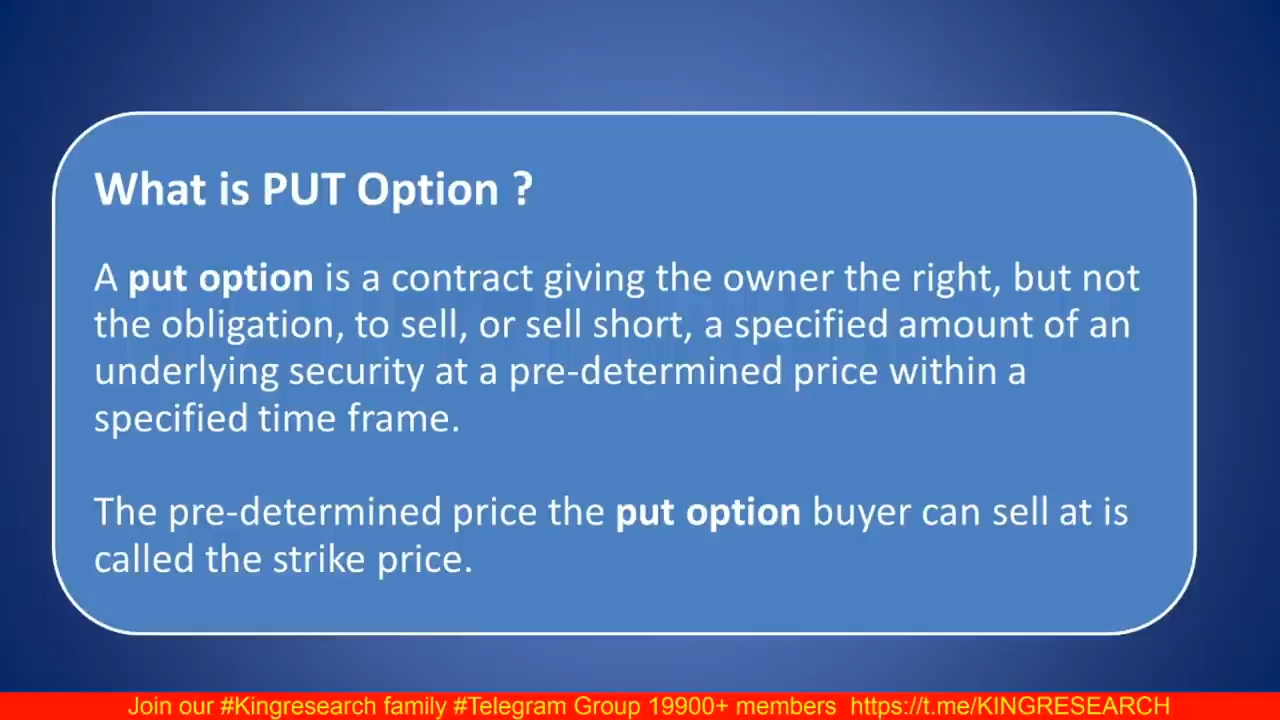 What is PUT Option ?
A put option is a contract giving the owner the right, but not
the obligation, to sell, or sell short, a specified amount of an
underlying security at a pre-determined price within a
specified time frame.
The pre-determined price the put option buyer can sell at is
called the strike price.
Join our #Kingresearch family #Telegram Group 19900+ members https://t.me/KINGRESEARCH